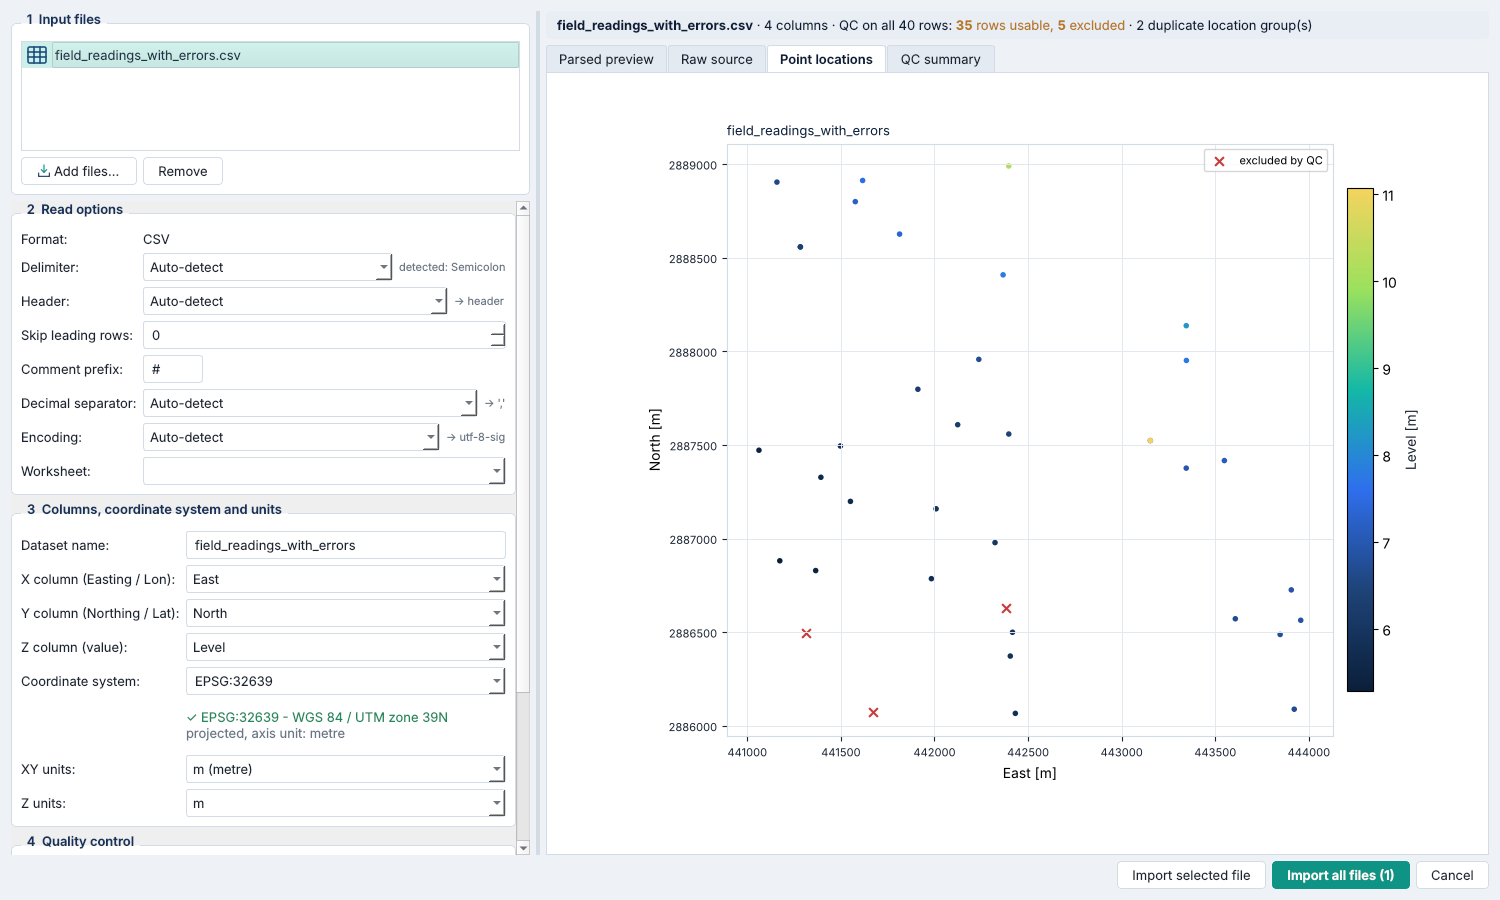 1 Input files
field_readings_with_errors.csv
Add files...
Remove
2 Read options
Format: CSV
Delimiter: Auto-detect detected: Semicolon
Header: Auto-detect → header
Skip leading rows: 0
Comment prefix: #
Decimal separator: Auto-detect → ','
Encoding: Auto-detect → utf-8-sig
Worksheet:
3 Columns, coordinate system and units
Dataset name: field_readings_with_errors
X column (Easting / Lon): East
Y column (Northing / Lat): North
Z column (value): Level
Coordinate system: EPSG:32639
✓ EPSG:32639 - WGS 84 / UTM zone 39N
projected, axis unit: metre
XY units: m (metre)
Z units: m
4 Quality control
field_readings_with_errors.csv · 4 columns · QC on all 40 rows: 35 rows usable, 5 excluded · 2 duplicate location group(s)
Parsed preview Raw source Point locations QC summary
field_readings_with_errors
excluded by QC
2889000
2888500
2888000
2887500
2887000
2886500
2886000
North [m]
441000 441500 442000 442500 443000 443500 444000
East [m]
11
10
9
8
7
6
Level [m]
Import selected file Import all files (1) Cancel